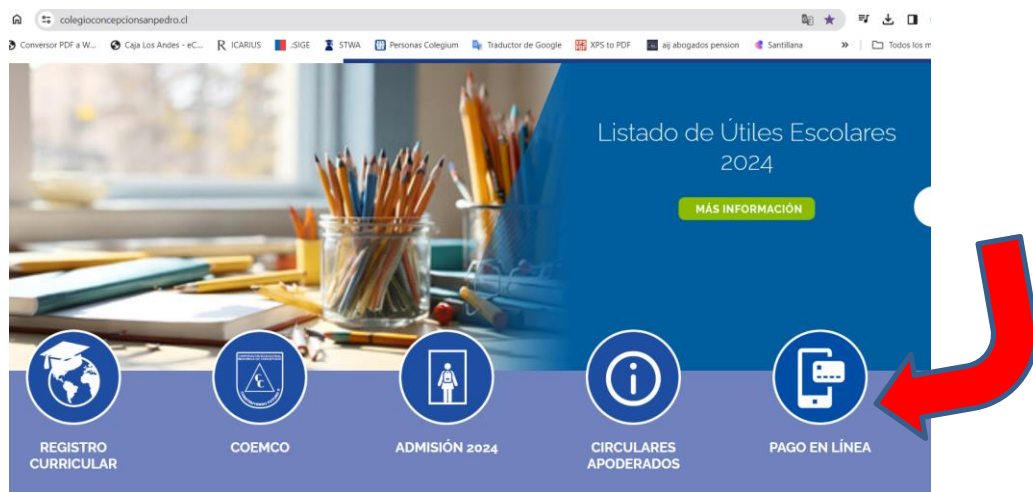 colegioconcepcionsanpedro.cl
Conversor PDF a W... Caja Los Andes - eC... ICARIUS .:SIGE STWA Personas Colegium Traductor de Google XPS to PDF aij abogados pension Santillana » Todos los m
Listado de Útiles Escolares
2024
MÁS INFORMACIÓN
REGISTRO
CURRICULAR
COEMCO
ADMISIÓN 2024
CIRCULARES
APODERADOS
PAGO EN LÍNEA